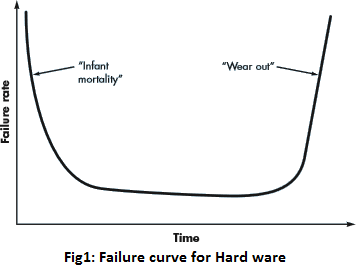 "Infant
mortality"
"Wear out"
Failure rate
Time
Fig1: Failure curve for Hard ware